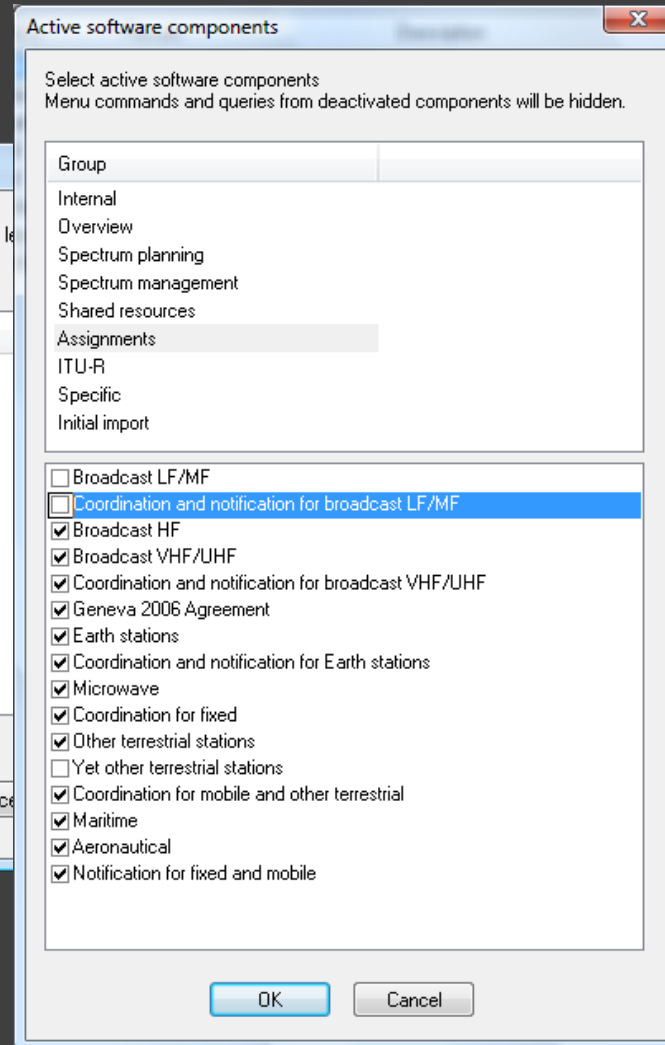 Active software components
Select active software components
Menu commands and queries from deactivated components will be hidden.
Group
Internal
Overview
Spectrum planning
Spectrum management
Shared resources
Assignments
ITU-R
Specific
Initial import
Broadcast LF/MF
Coordination and notification for broadcast LF/MF
Broadcast HF
Broadcast VHF/UHF
Coordination and notification for broadcast VHF/UHF
Geneva 2006 Agreement
Earth stations
Coordination and notification for Earth stations
Microwave
Coordination for fixed
Other terrestrial stations
Yet other terrestrial stations
Coordination for mobile and other terrestrial
Maritime
Aeronautical
Notification for fixed and mobile
OK Cancel